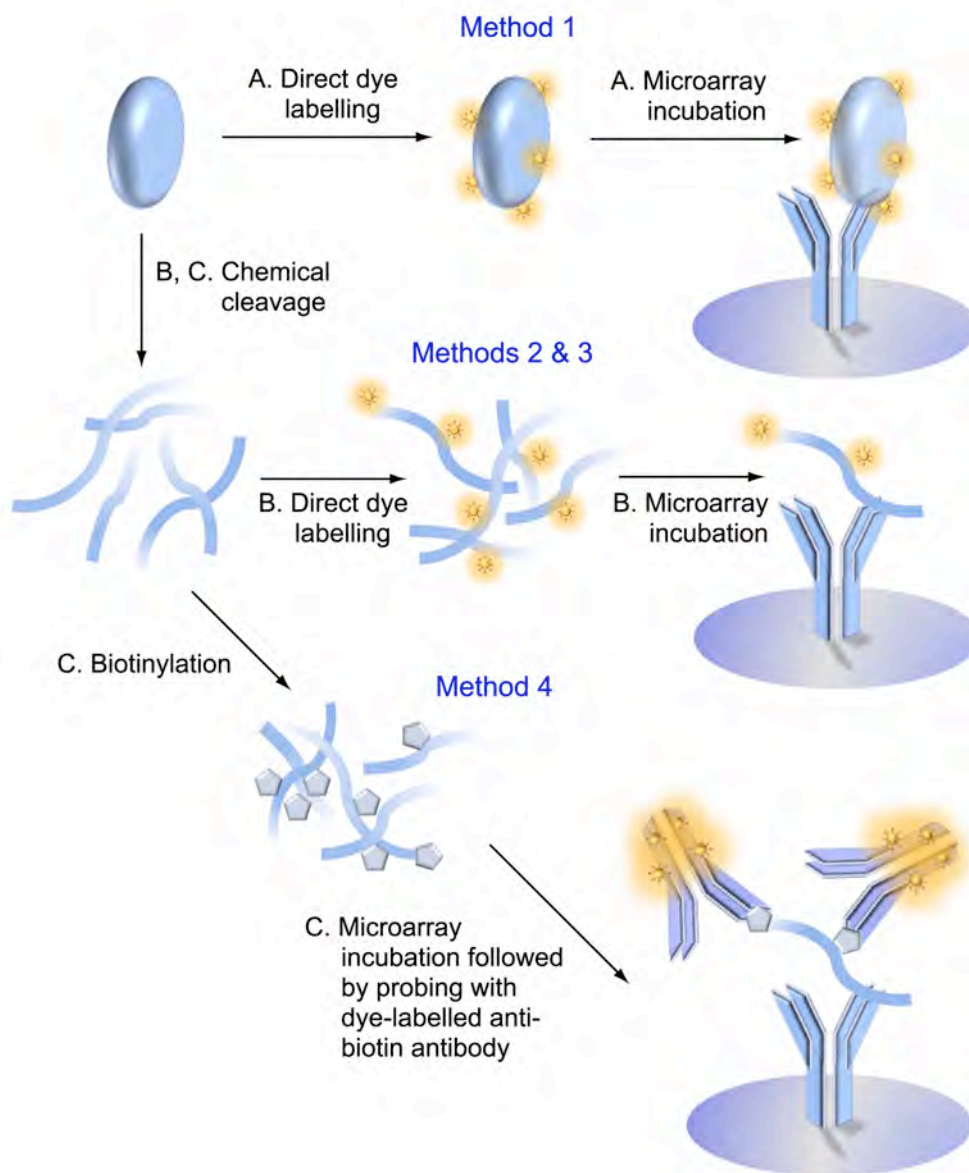 Method 1
A. Direct dye
labelling
A. Microarray
incubation
B, C. Chemical
cleavage
Methods 2 & 3
B. Direct dye
labelling
B. Microarray
incubation
C. Biotinylation
Method 4
C. Microarray
incubation followed
by probing with
dye-labelled anti-
biotin antibody